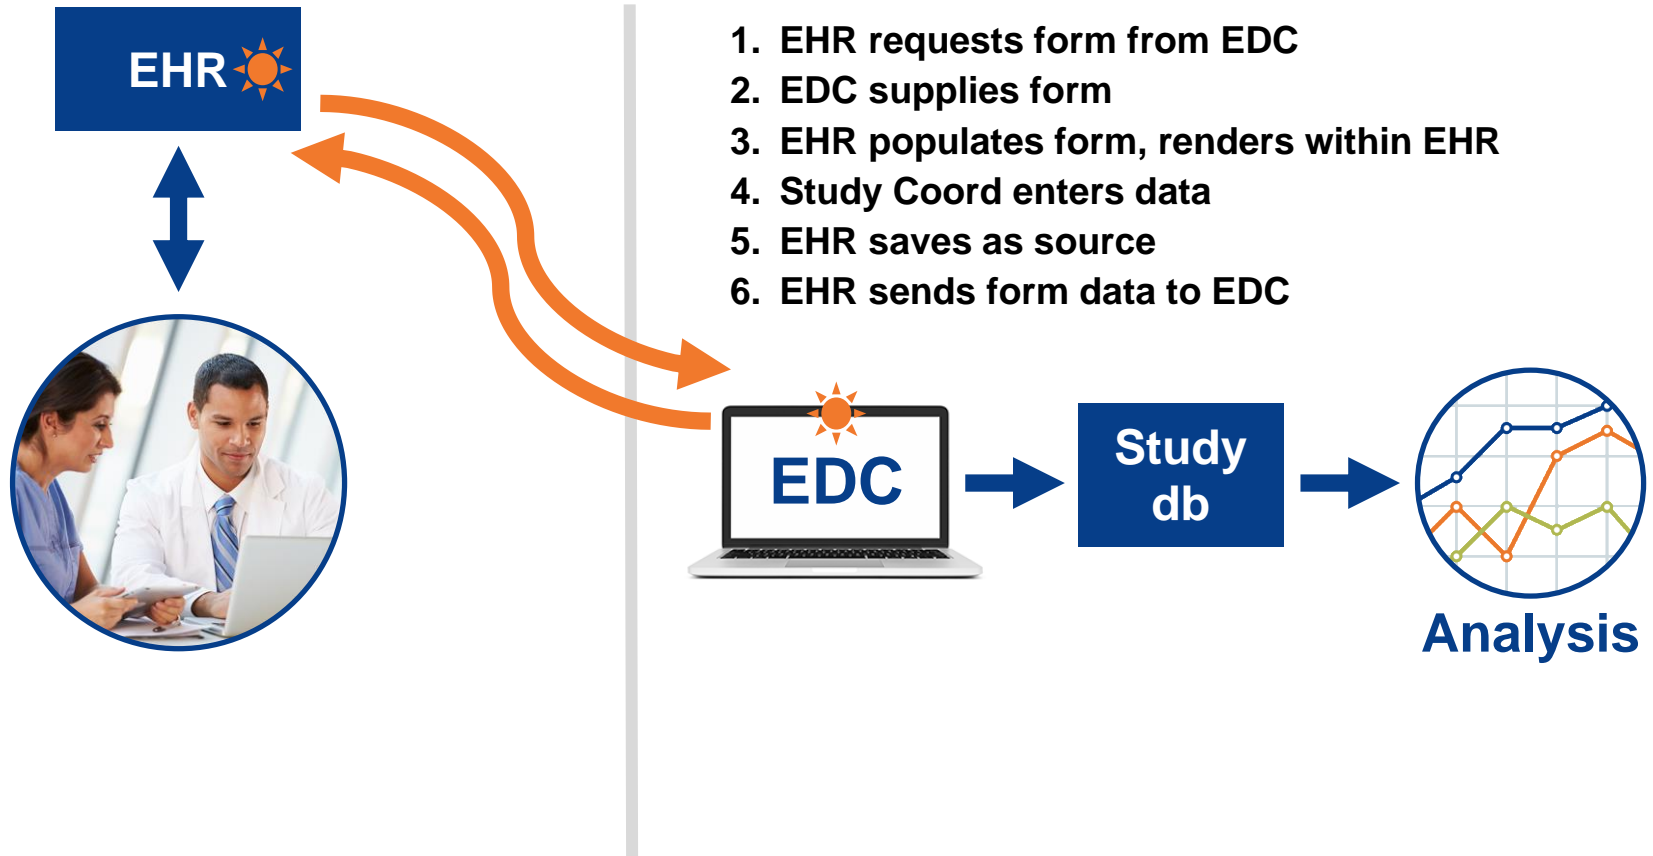 EHR
1. EHR requests form from EDC
2. EDC supplies form
3. EHR populates form, renders within EHR
4. Study Coord enters data
5. EHR saves as source
6. EHR sends form data to EDC
EDC
Study
db
Analysis